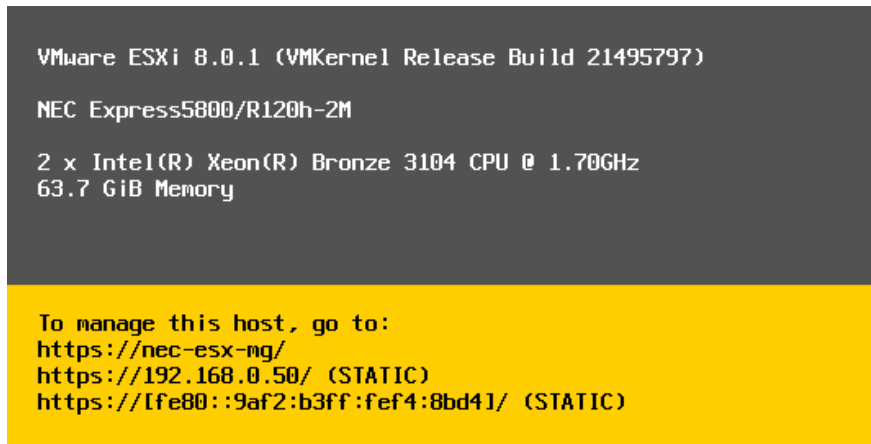 VMware ESXi 8.0.1 (VMKernel Release Build 21495797)
NEC Express5800/R120h-2M
2 x Intel(R) Xeon(R) Bronze 3104 CPU @ 1.70GHz
63.7 GiB Memory
To manage this host, go to:
https://nec-esx-mg/
https://192.168.0.50/ (STATIC)
https://[fe80::9af2:b3ff:fef4:8bd4]/ (STATIC)